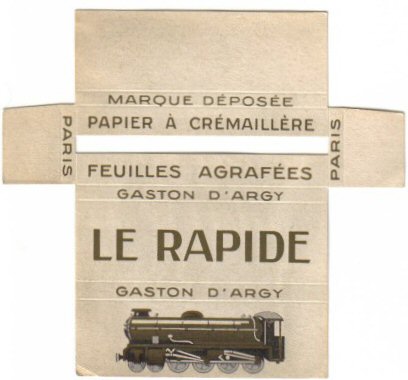 MARQUE DÉPOSÉE
PAPIER À CRÉMAILLÈRE
PARIS
PARIS
FEUILLES AGRAFÉES
GASTON D'ARGY
LE RAPIDE
GASTON D'ARGY